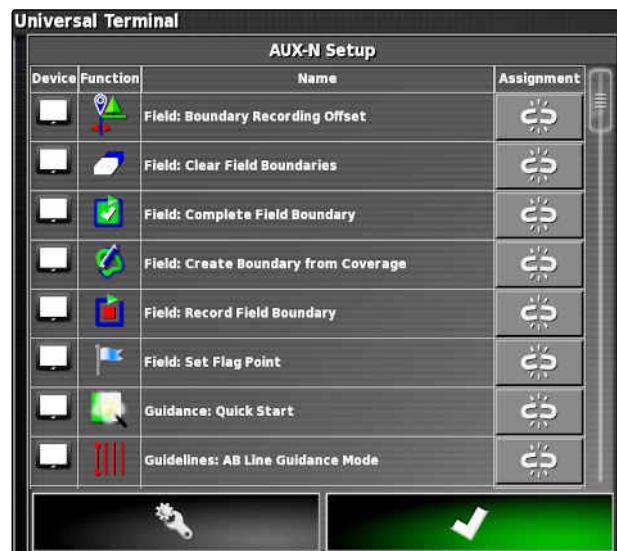 Universal Terminal
AUX-N Setup
Device Function Name Assignment
Field: Boundary Recording Offset
Field: Clear Field Boundaries
Field: Complete Field Boundary
Field: Create Boundary from Coverage
Field: Record Field Boundary
Field: Set Flag Point
Guidance: Quick Start
Guidelines: AB Line Guidance Mode